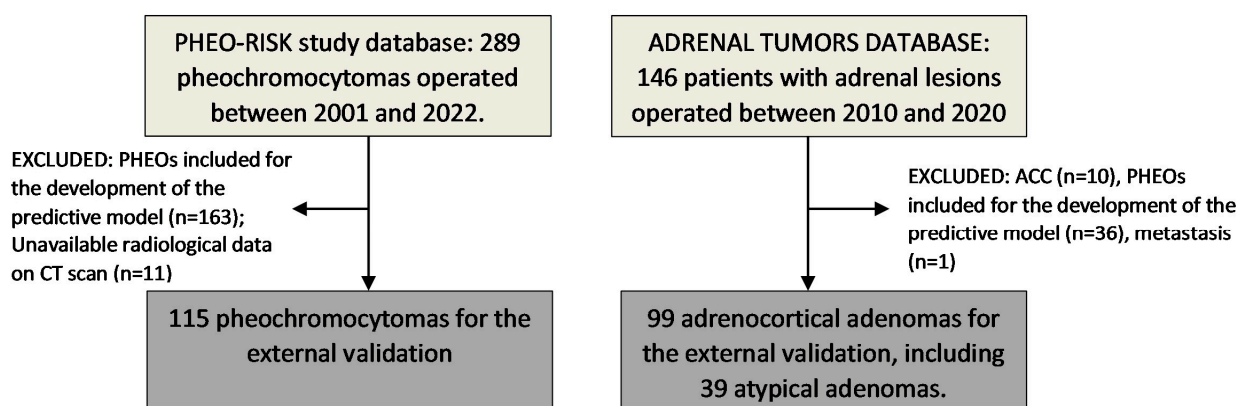 PHEO-RISK study database: 289
pheochromocytomas operated
between 2001 and 2022.
ADRENAL TUMORS DATABASE:
146 patients with adrenal lesions
operated between 2010 and 2020
EXCLUDED: PHEOs included for
the development of the
predictive model (n=163);
Unavailable radiological data
on CT scan (n=11)
EXCLUDED: ACC (n=10), PHEOs
included for the development of the
predictive model (n=36), metastasis
(n=1)
115 pheochromocytomas for the
external validation
99 adrenocortical adenomas for
the external validation, including
39 atypical adenomas.